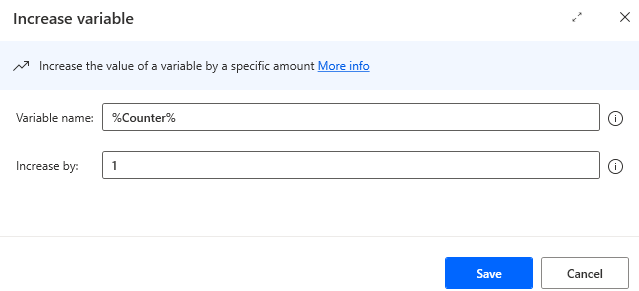 Increase variable
Increase the value of a variable by a specific amount More info
Variable name: %Counter%
Increase by: 1
Save Cancel